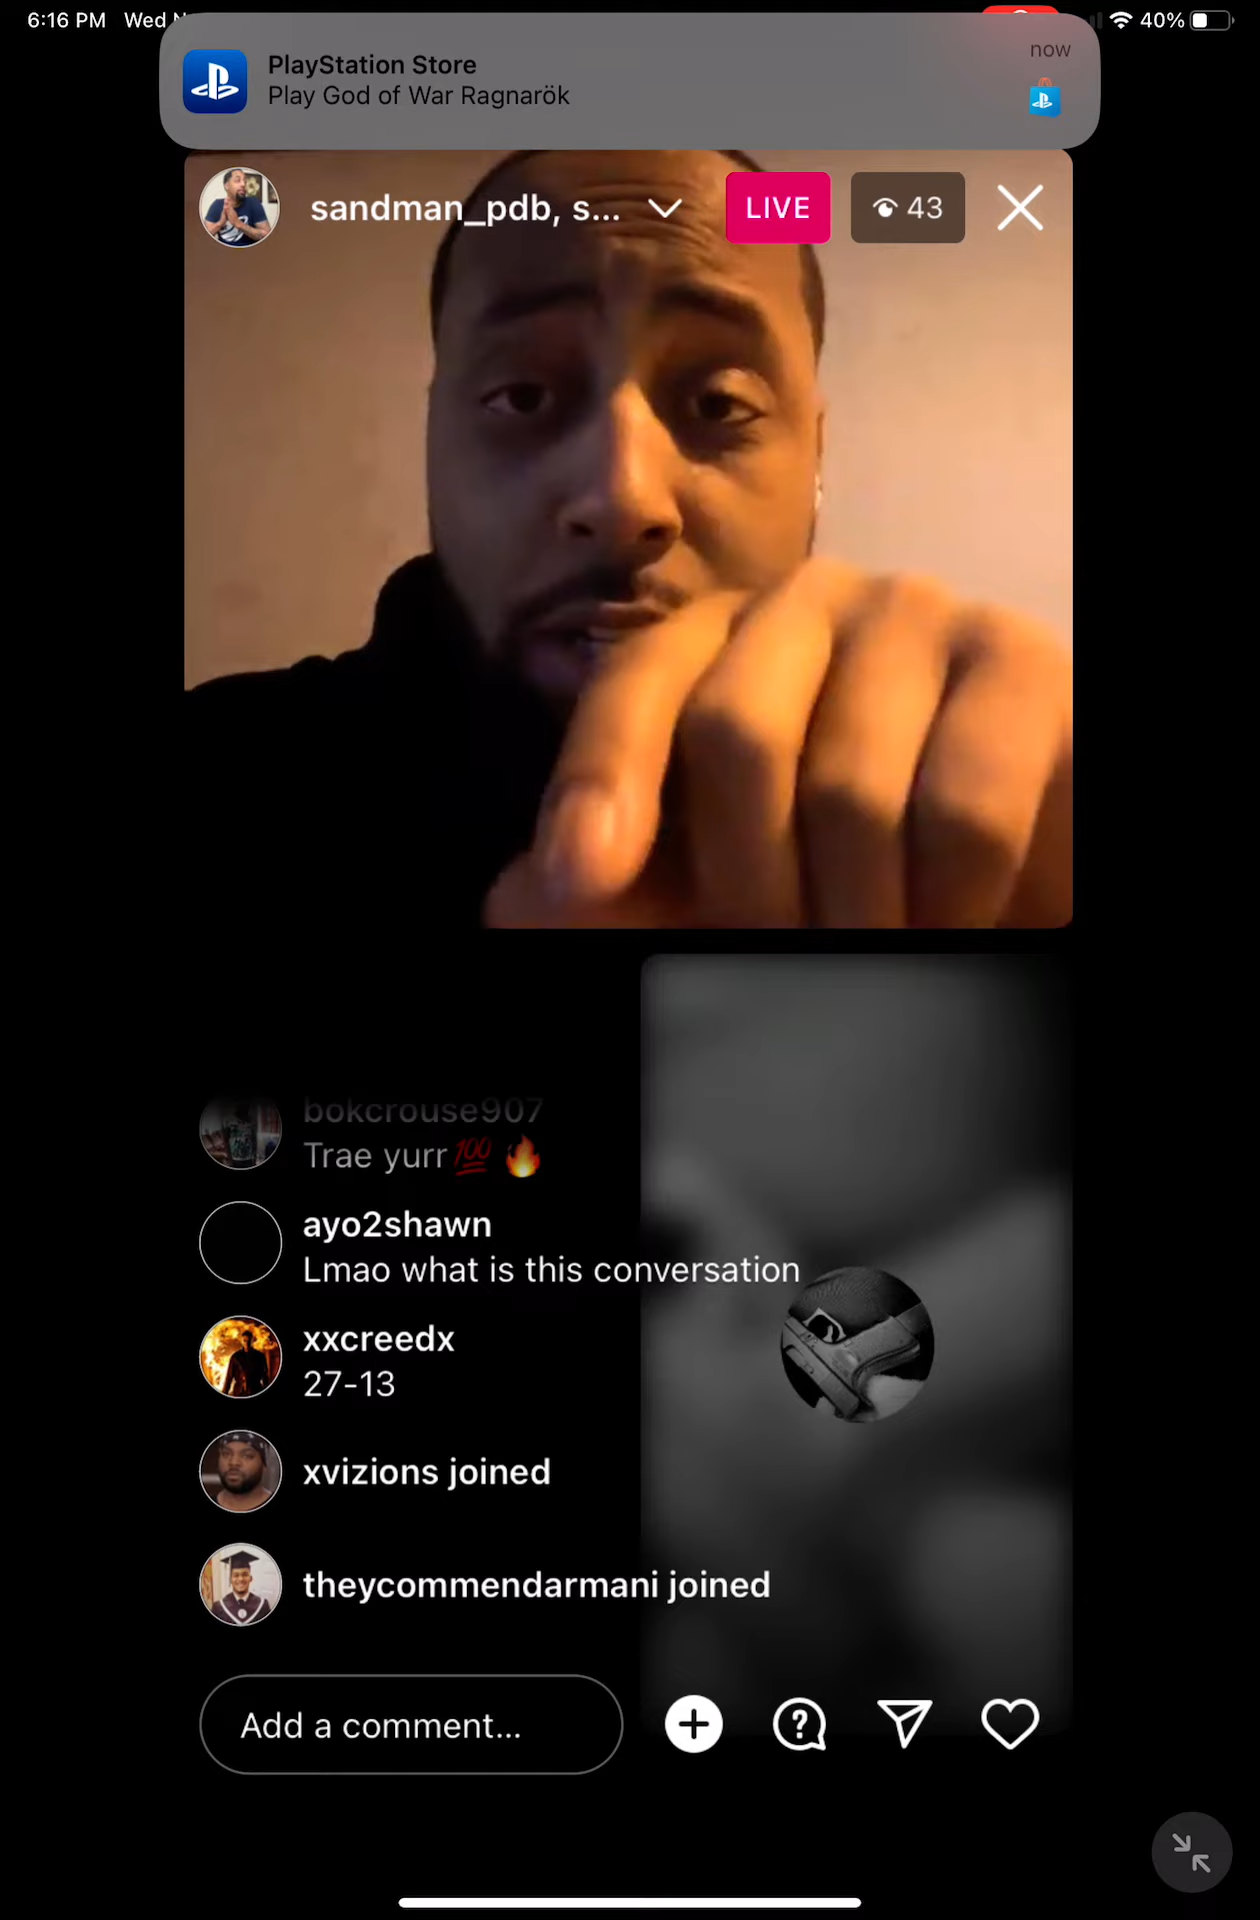 6:16 PM Wed
40%
PlayStation Store
now
Play God of War Ragnarök
sandman_pdb, s...
LIVE
43
bokcrouse907
Trae yurr💯🔥
ayo2shawn
Lmao what is this conversation
xxcreedx
27-13
xvizions joined
theycommendarmani joined
Add a comment...